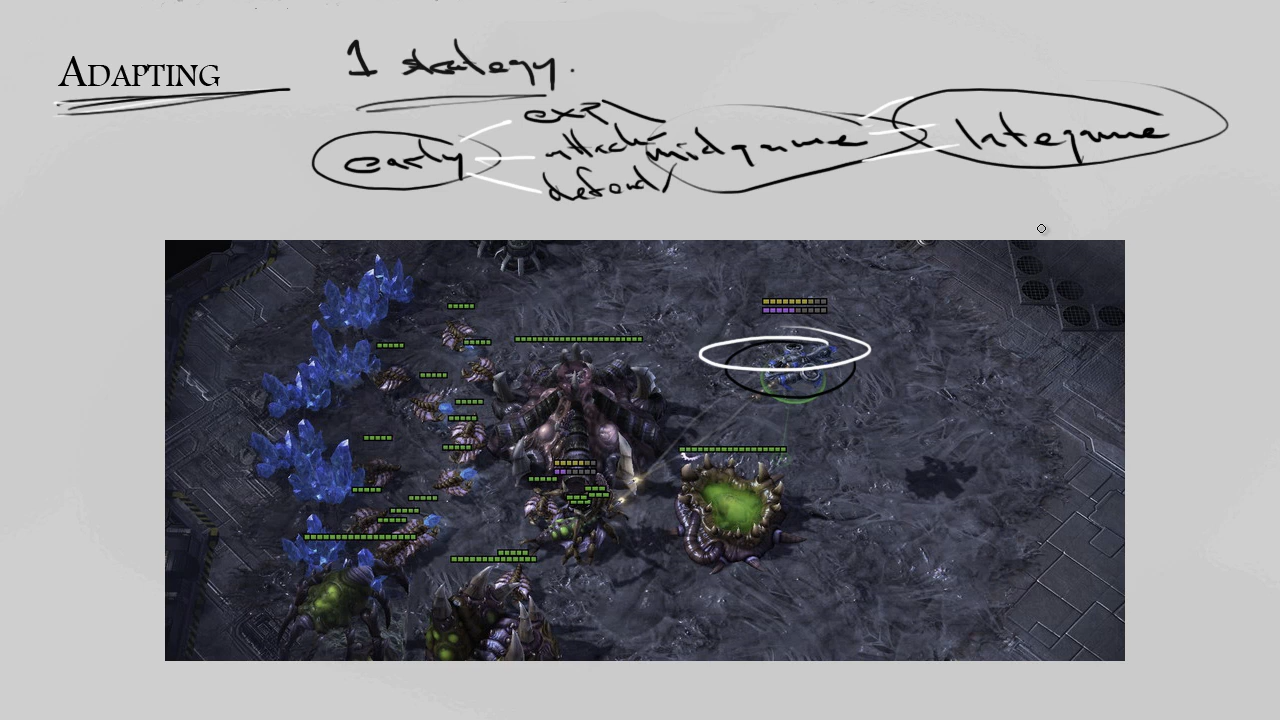 ADAPTING
1 strategy.
expl
early attack midgame lategame
defend